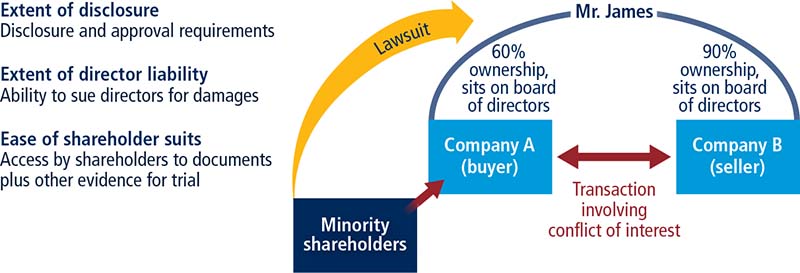 Extent of disclosure
Disclosure and approval requirements
Extent of director liability
Ability to sue directors for damages
Ease of shareholder suits
Access by shareholders to documents
plus other evidence for trial
Lawsuit
Mr. James
60%
ownership,
sits on board
of directors
90%
ownership,
sits on board
of directors
Company A
(buyer)
Company B
(seller)
Transaction
involving
conflict of interest
Minority
shareholders